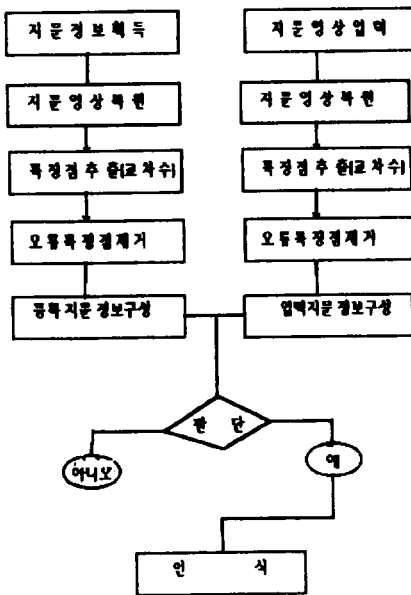 지 문 정 보 획 득
지 문 영 상 복 원
특 징 점 추 출(교 차 수)
오 류 특 징 점 제 거
등록 지문 정보구성
지 문 영 상 입 력
지 문 영 상 복 원
특 징 점 추 출(교 차 수)
오 류 특 징 점 제 거
입력지문 정보구성
판 단
아니오
예
인 식